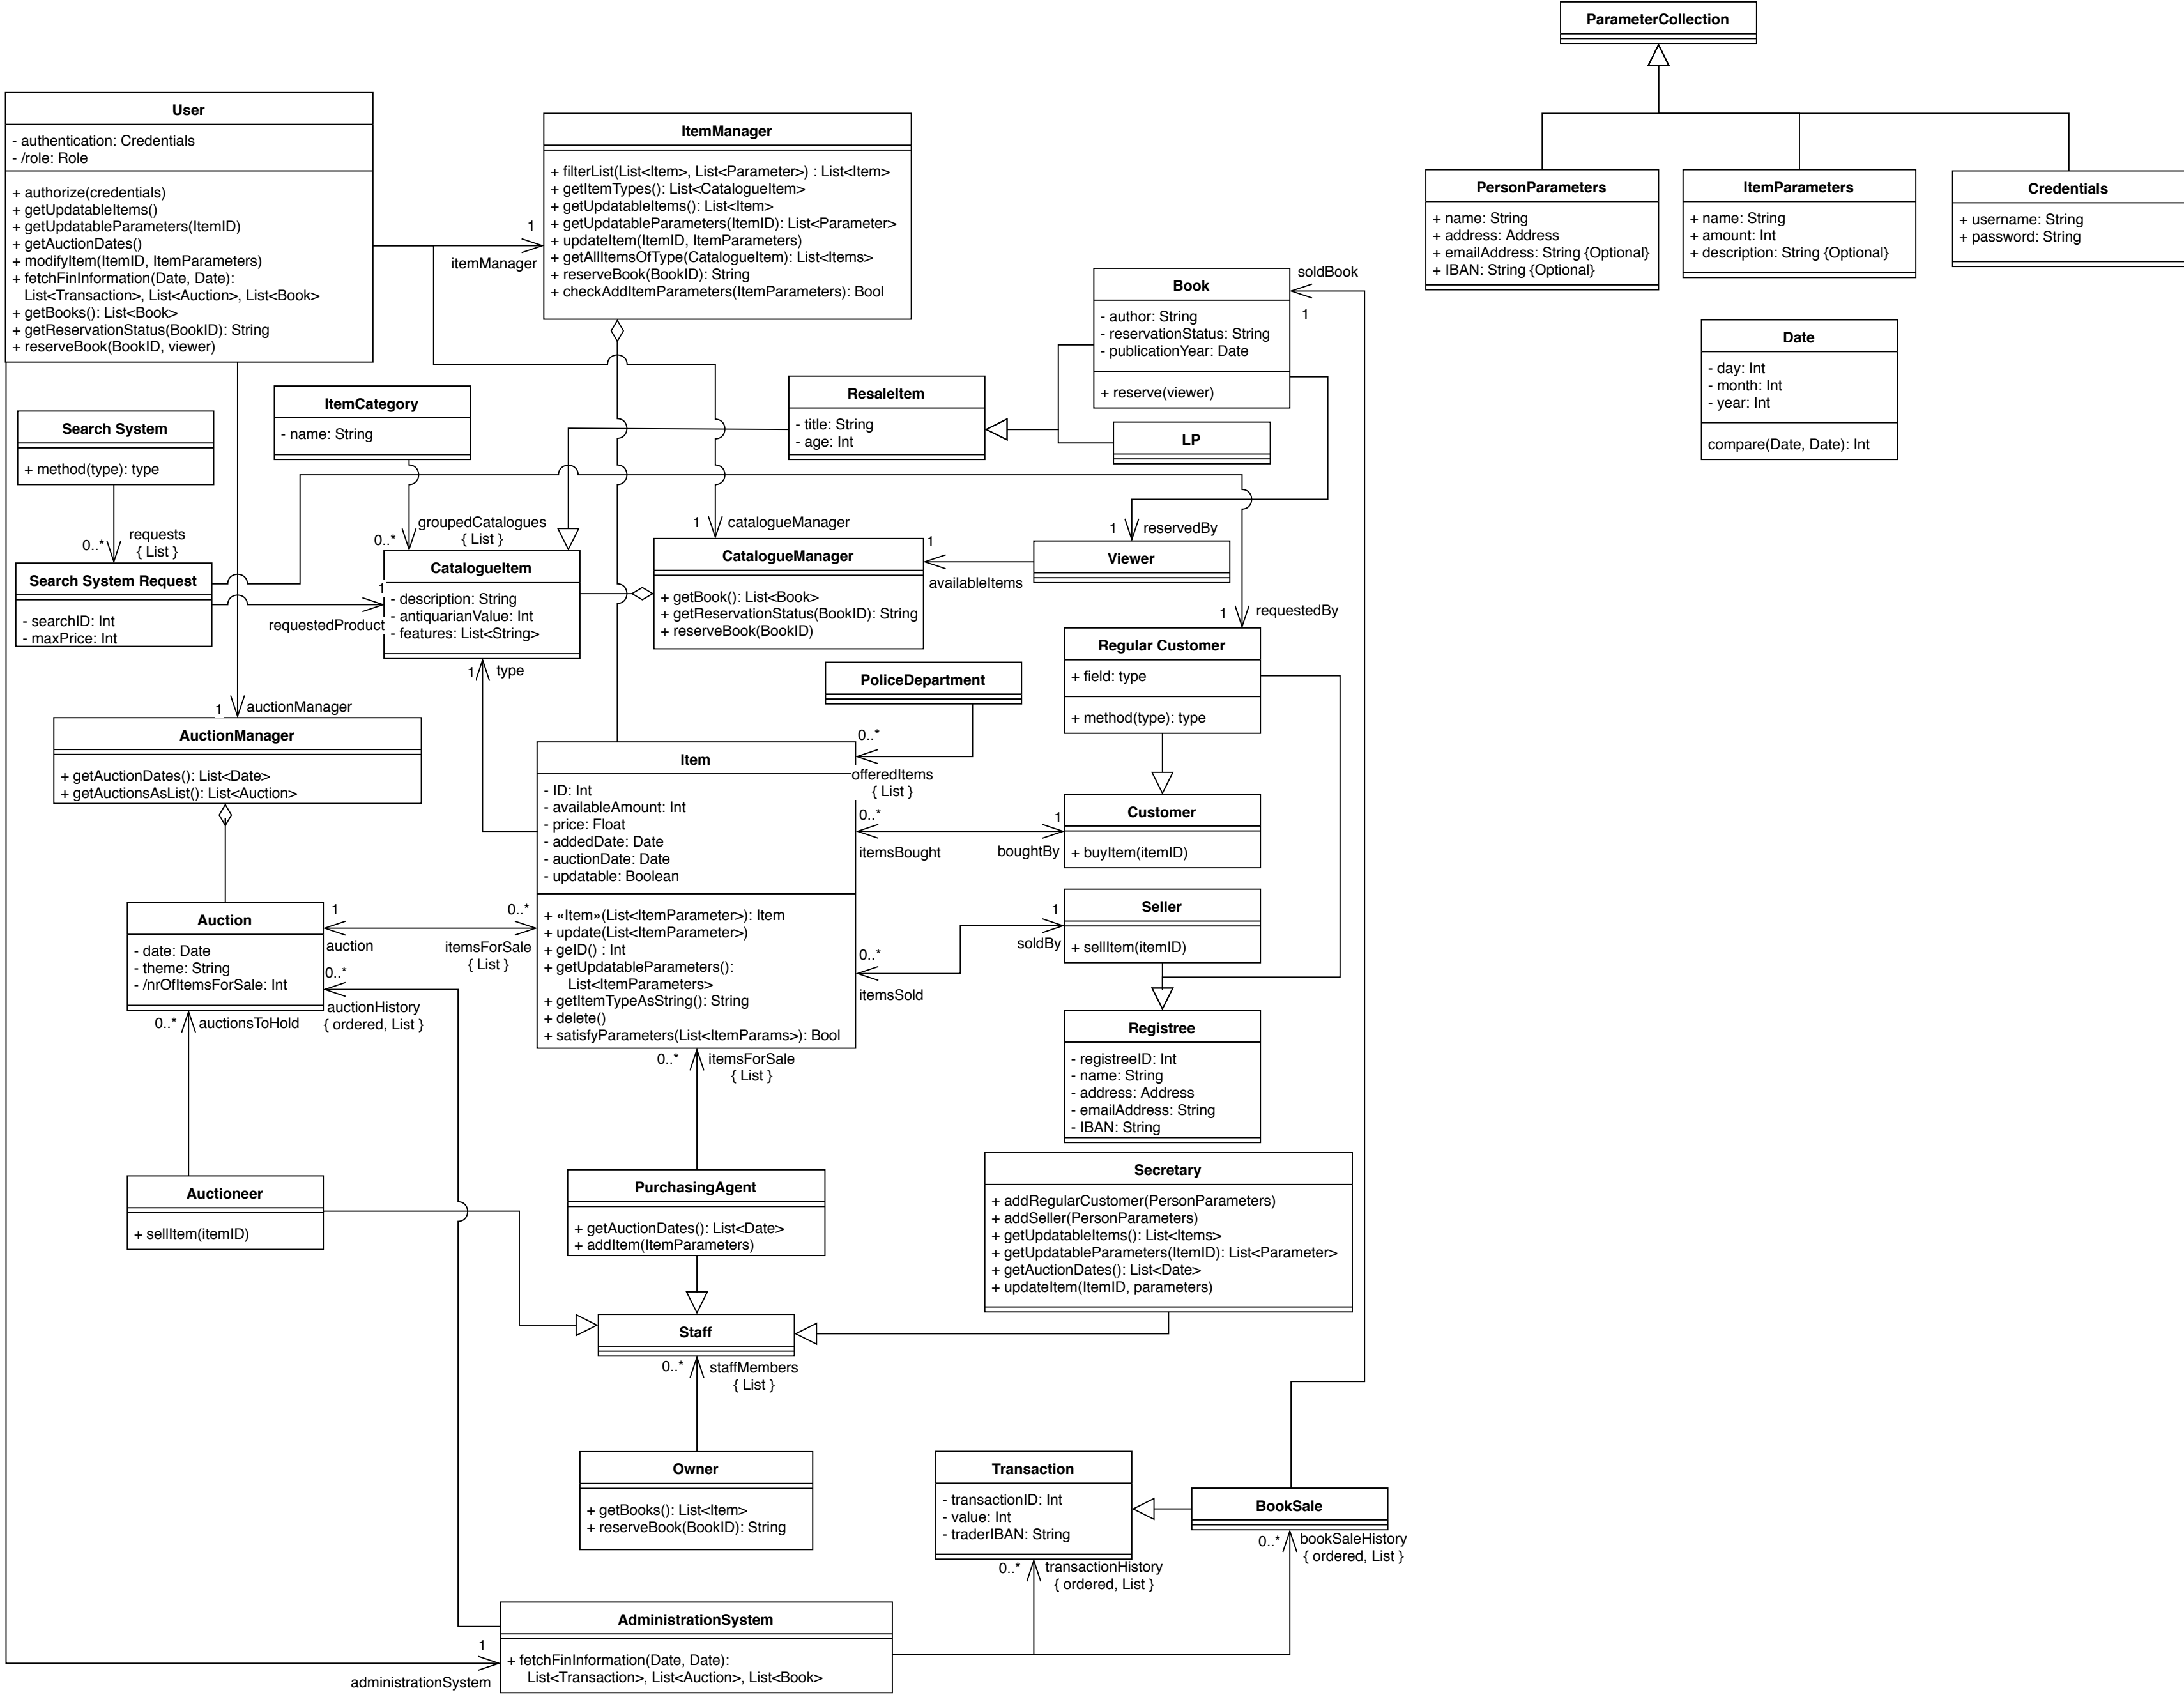 ParameterCollection
User
- authentication: Credentials
- /role: Role
+ authorize(credentials)
+ getUpdatableItems()
+ getUpdatableParameters(ItemID)
+ getAuctionDates()
+ modifyItem(ItemID, ItemParameters)
+ fetchFinInformation(Date, Date):
List<Transaction>, List<Auction>, List<Book>
+ getBooks(): List<Book>
+ getReservationStatus(BookID): String
+ reserveBook(BookID, viewer)
ItemManager
+ filterList(List<Item>, List<Parameter>) : List<Item>
+ getItemTypes(): List<CatalogueItem>
+ getUpdatableItems(): List<Item>
+ getUpdatableParameters(ItemID): List<Parameter>
+ updateItem(ItemID, ItemParameters)
+ getAllItemsOfType(CatalogueItem): List<Items>
+ reserveBook(BookID): String
+ checkAddItemParameters(ItemParameters): Bool
1
itemManager
PersonParameters
+ name: String
+ address: Address
+ emailAddress: String {Optional}
+ IBAN: String {Optional}
ItemParameters
+ name: String
+ amount: Int
+ description: String {Optional}
Credentials
+ username: String
+ password: String
Book
- author: String
- reservationStatus: String
- publicationYear: Date
+ reserve(viewer)
soldBook
1
Date
- day: Int
- month: Int
- year: Int
compare(Date, Date): Int
ItemCategory
- name: String
ResaleItem
- title: String
- age: Int
LP
Search System
+ method(type): type
requests
0..*
{ List }
groupedCatalogues
0..*
{ List }
1
catalogueManager
1
reservedBy
Search System Request
- searchID: Int
- maxPrice: Int
1
requestedProduct
CatalogueItem
- description: String
- antiquarianValue: Int
- features: List<String>
CatalogueManager
+ getBook(): List<Book>
+ getReservationStatus(BookID): String
+ reserveBook(BookID)
1
availableItems
Viewer
1
requestedBy
Regular Customer
+ field: type
+ method(type): type
1
type
PoliceDepartment
1
auctionManager
AuctionManager
+ getAuctionDates(): List<Date>
+ getAuctionsAsList(): List<Auction>
Item
- ID: Int
- availableAmount: Int
- price: Float
- addedDate: Date
- auctionDate: Date
- updatable: Boolean
+ «Item»(List<ItemParameter>): Item
+ update(List<ItemParameter>)
+ geID() : Int
+ getUpdatableParameters():
List<ItemParameters>
+ getItemTypeAsString(): String
+ delete()
+ satisfyParameters(List<ItemParams>): Bool
0..*
offeredItems
{ List }
0..*
itemsBought
1
boughtBy
Customer
+ buyItem(itemID)
Seller
+ sellItem(itemID)
1
soldBy
0..*
itemsSold
Auction
- date: Date
- theme: String
- /nrOfItemsForSale: Int
1
auction
0..*
itemsForSale
{ List }
0..*
auctionHistory
{ ordered, List }
0..*
auctionsToHold
Registree
- registreeID: Int
- name: String
- address: Address
- emailAddress: String
- IBAN: String
0..*
itemsForSale
{ List }
Auctioneer
+ sellItem(itemID)
PurchasingAgent
+ getAuctionDates(): List<Date>
+ addItem(ItemParameters)
Secretary
+ addRegularCustomer(PersonParameters)
+ addSeller(PersonParameters)
+ getUpdatableItems(): List<Items>
+ getUpdatableParameters(ItemID): List<Parameter>
+ getAuctionDates(): List<Date>
+ updateItem(ItemID, parameters)
Staff
0..*
staffMembers
{ List }
Owner
+ getBooks(): List<Item>
+ reserveBook(BookID): String
Transaction
- transactionID: Int
- value: Int
- traderIBAN: String
BookSale
0..*
transactionHistory
{ ordered, List }
0..*
bookSaleHistory
{ ordered, List }
AdministrationSystem
+ fetchFinInformation(Date, Date):
List<Transaction>, List<Auction>, List<Book>
1
administrationSystem